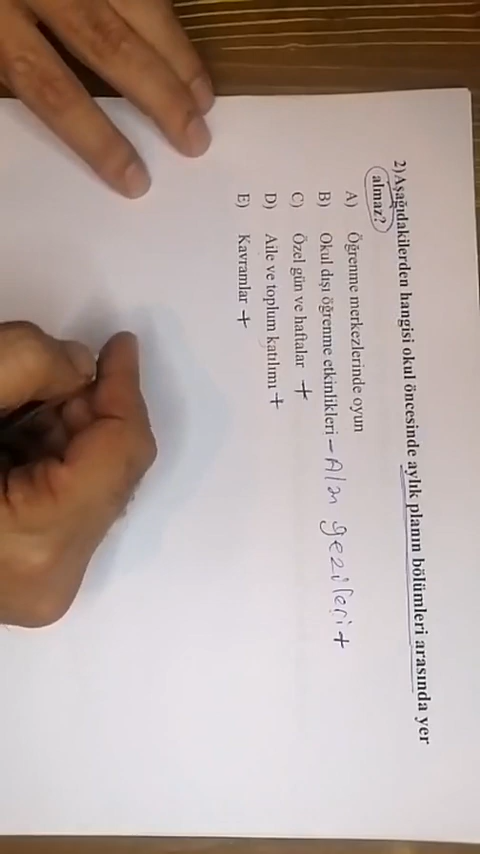 2) Aşağıdakilerden hangisi okul öncesinde aylık planın bölümleri arasında yer
almaz?
A) Öğrenme merkezlerinde oyun
B) Okul dışı öğrenme etkinlikleri – Alan gezileri +
C) Özel gün ve haftalar +
D) Aile ve toplum katılımı +
E) Kavramlar +